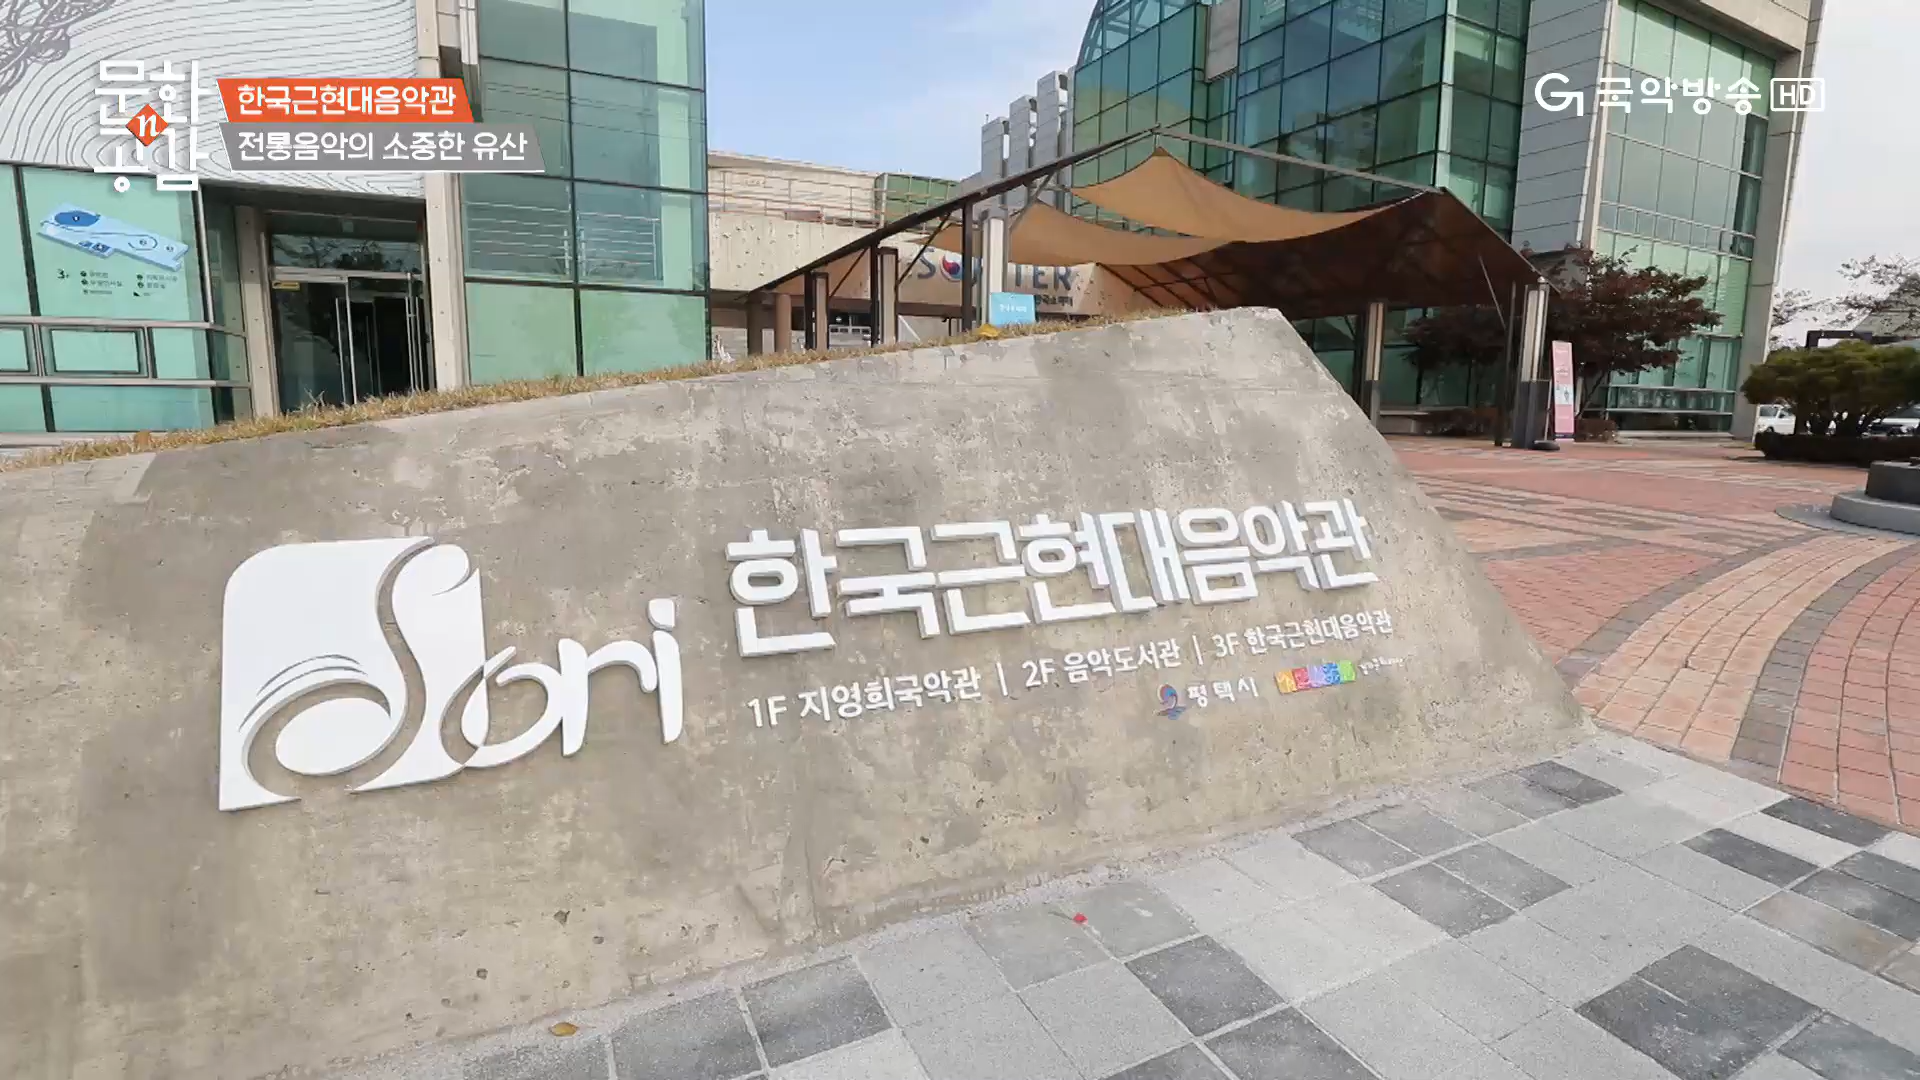 문화n공감
한국근현대음악관
전통음악의 소중한 유산
국악방송 HD
Sori
한국근현대음악관
1F 지영희국악관 | 2F 음악도서관 | 3F 한국근현대음악관
평택시
3F